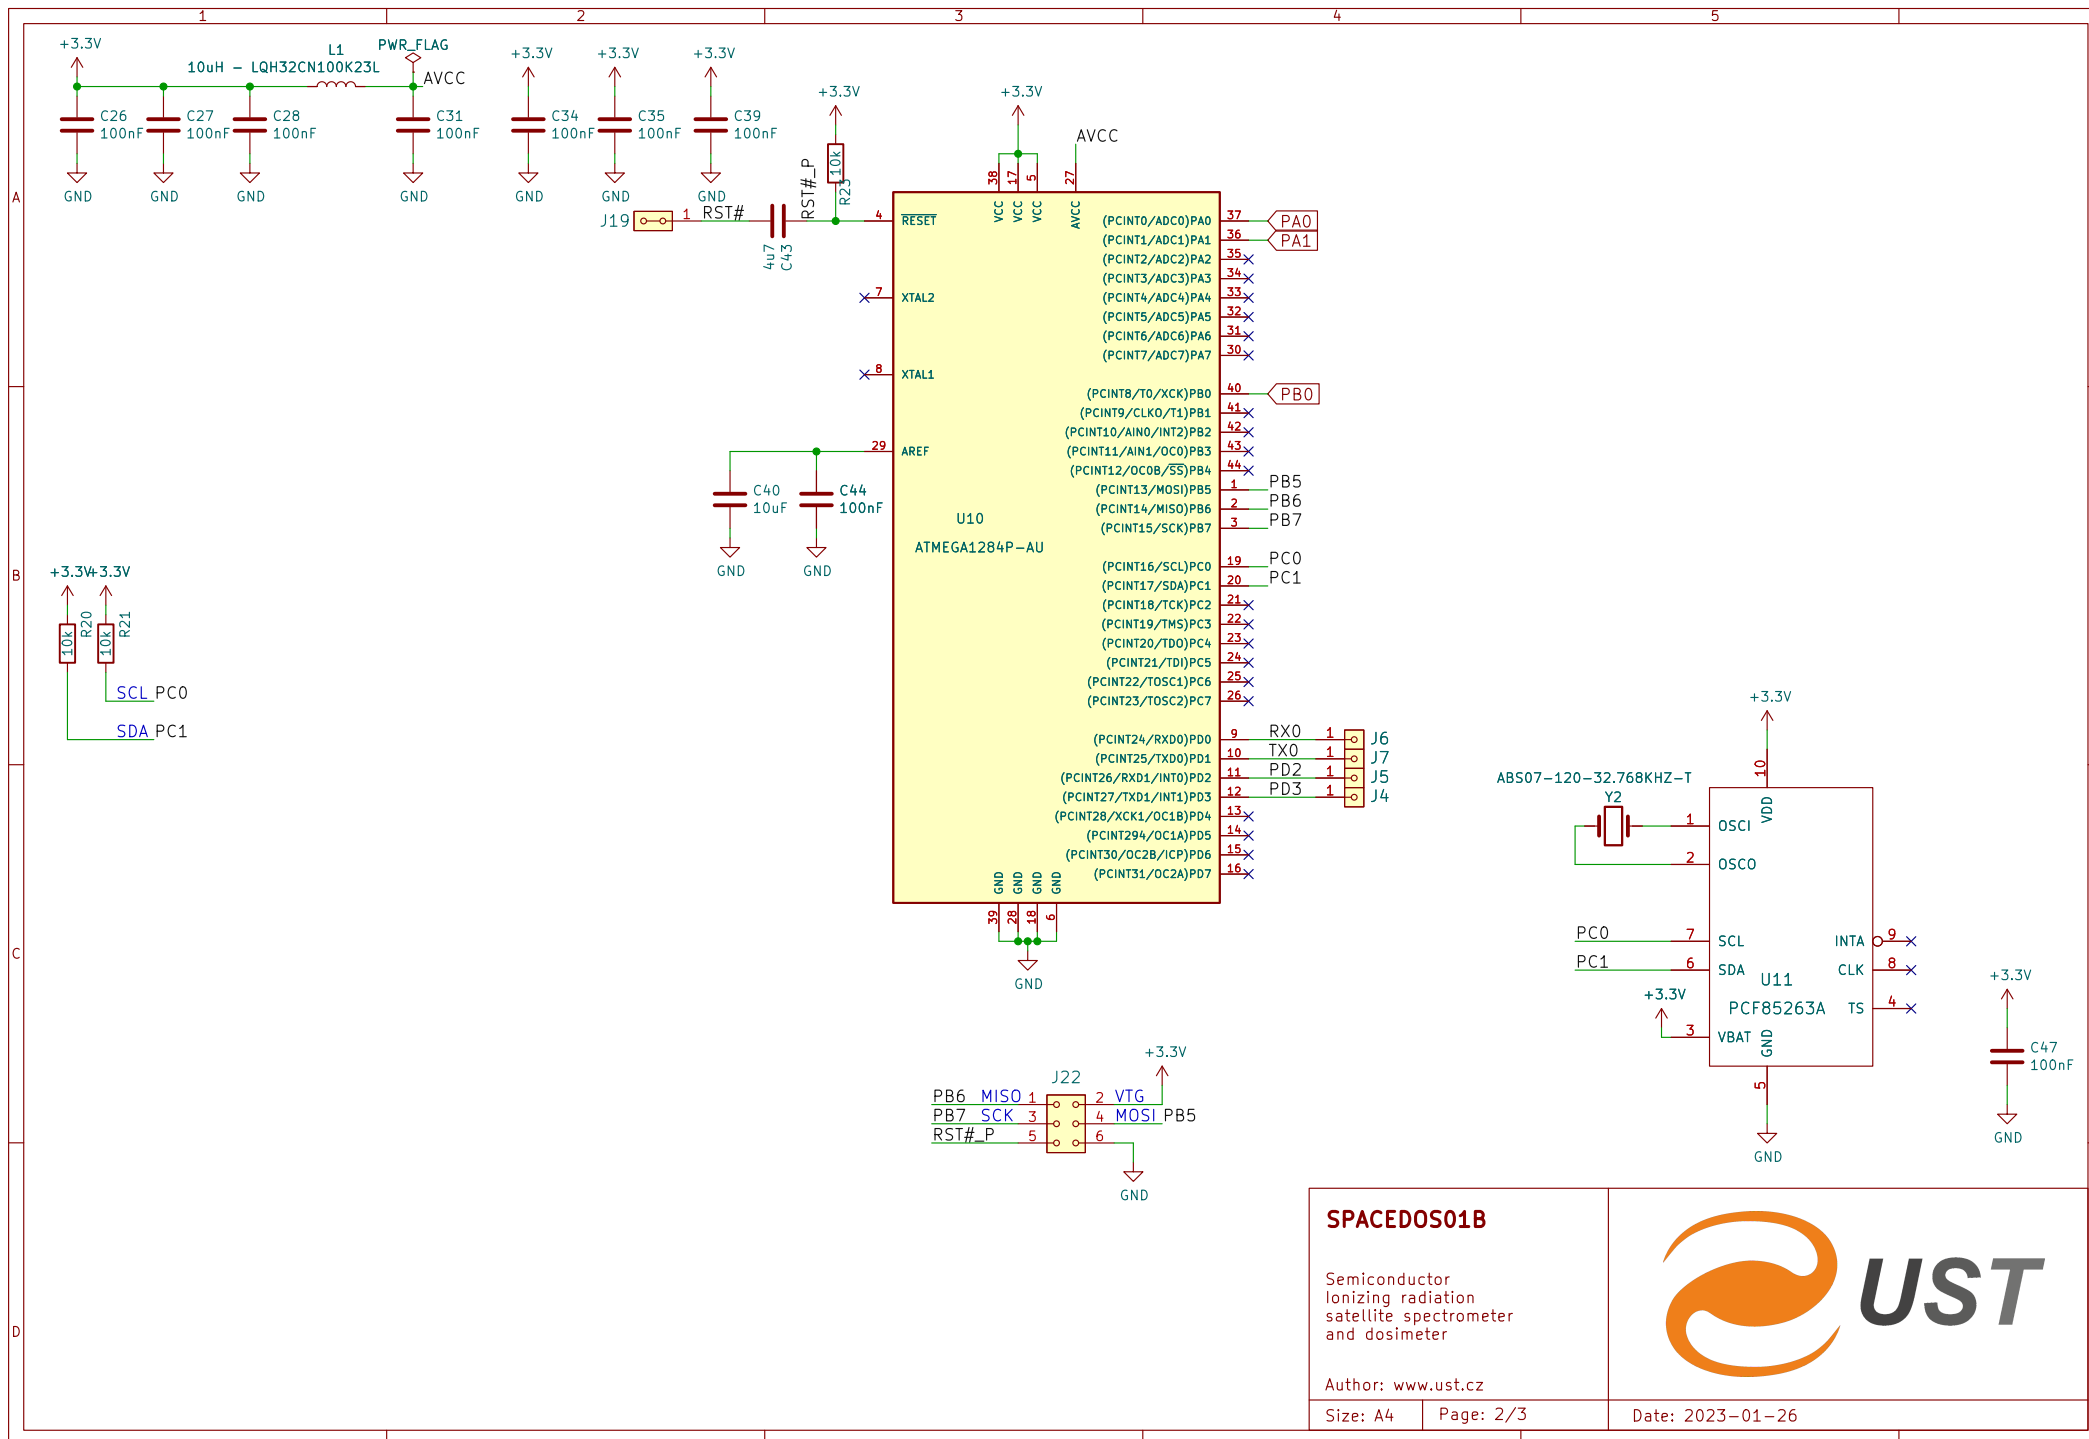 1 2 3 4 5
A
B
C
D
+3.3V
L1
10uH - LQH32CN100K23L
PWR_FLAG
AVCC
C26
100nF
GND
C27
100nF
GND
C28
100nF
GND
C31
100nF
GND
+3.3V
C34
100nF
GND
+3.3V
C35
100nF
GND
+3.3V
C39
100nF
GND
+3.3V
10k
R23
RST#_P
J19
1
RST#
4u7
C43
+3.3V
AVCC
38 VCC
17 VCC
5 VCC
27 AVCC
4 RESET
7 XTAL2
8 XTAL1
29 AREF
C40
10uF
GND
C44
100nF
GND
U10
ATMEGA1284P-AU
(PCINT0/ADC0)PA0 37 PA0
(PCINT1/ADC1)PA1 36 PA1
(PCINT2/ADC2)PA2 35
(PCINT3/ADC3)PA3 34
(PCINT4/ADC4)PA4 33
(PCINT5/ADC5)PA5 32
(PCINT6/ADC6)PA6 31
(PCINT7/ADC7)PA7 30
(PCINT8/T0/XCK)PB0 40 PB0
(PCINT9/CLKO/T1)PB1 41
(PCINT10/AIN0/INT2)PB2 42
(PCINT11/AIN1/OC0)PB3 43
(PCINT12/OC0B/SS)PB4 44
(PCINT13/MOSI)PB5 1 PB5
(PCINT14/MISO)PB6 2 PB6
(PCINT15/SCK)PB7 3 PB7
(PCINT16/SCL)PC0 19 PC0
(PCINT17/SDA)PC1 20 PC1
(PCINT18/TCK)PC2 21
(PCINT19/TMS)PC3 22
(PCINT20/TDO)PC4 23
(PCINT21/TDI)PC5 24
(PCINT22/TOSC1)PC6 25
(PCINT23/TOSC2)PC7 26
(PCINT24/RXD0)PD0 9 RX0 1 J6
(PCINT25/TXD0)PD1 10 TX0 1 J7
(PCINT26/RXD1/INT0)PD2 11 PD2 1 J5
(PCINT27/TXD1/INT1)PD3 12 PD3 1 J4
(PCINT28/XCK1/OC1B)PD4 13
(PCINT294/OC1A)PD5 14
(PCINT30/OC2B/ICP)PD6 15
(PCINT31/OC2A)PD7 16
GND 39
GND 28
GND 18
GND 6
GND
+3.3V +3.3V
10k R20
10k R21
SCL PC0
SDA PC1
+3.3V
ABS07-120-32.768KHZ-T
Y2
10 VDD
1 OSCI
2 OSCO
PC0 7 SCL
PC1 6 SDA
+3.3V
3 VBAT
INTA 9
CLK 8
TS 4
U11
PCF85263A
GND 5
GND
+3.3V
C47
100nF
GND
+3.3V
J22
PB6 MISO 1 2 VTG
PB7 SCK 3 4 MOSI PB5
RST#_P 5 6
GND
SPACEDOS01B
Semiconductor
Ionizing radiation
satellite spectrometer
and dosimeter
Author: www.ust.cz
Size: A4 Page: 2/3 Date: 2023-01-26
UST